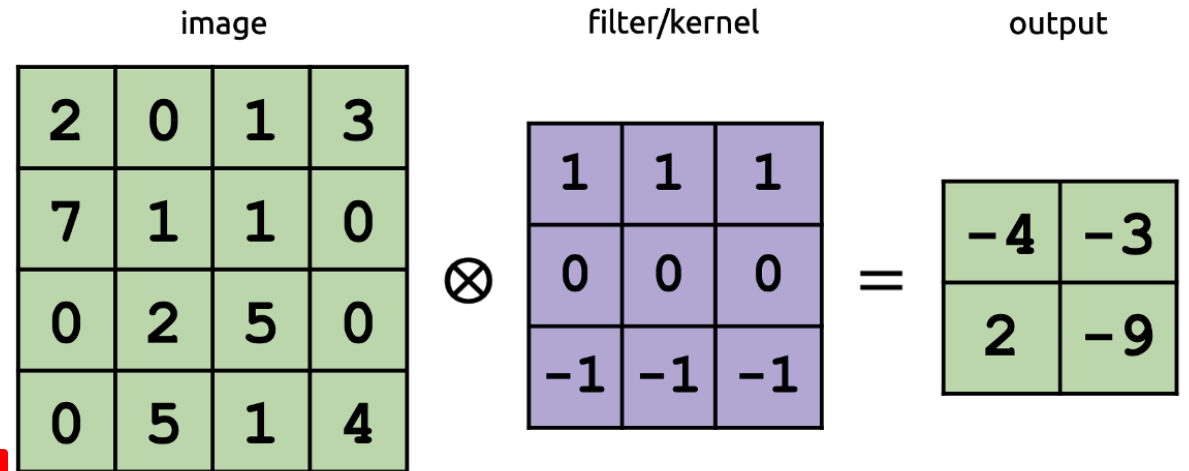 image
filter/kernel
output
2 0 1 3
7 1 1 0
0 2 5 0
0 5 1 4
⊗
1 1 1
0 0 0
-1 -1 -1
=
-4 -3
2 -9